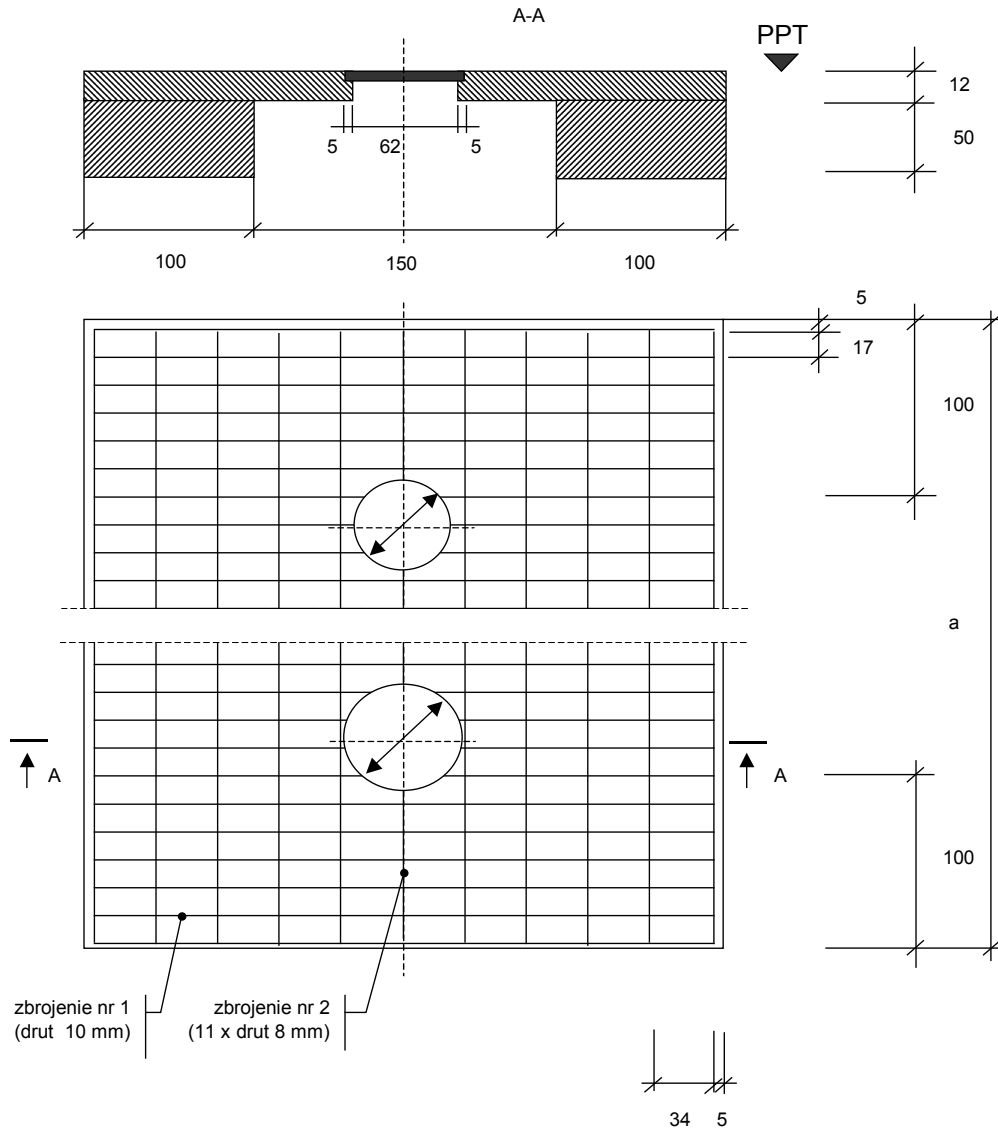 A-A
PPT
12
5 62 5
50
100 150 100
5
17
100
a
A A
100
zbrojenie nr 1
(drut 10 mm)
zbrojenie nr 2
(11 x drut 8 mm)
34 5